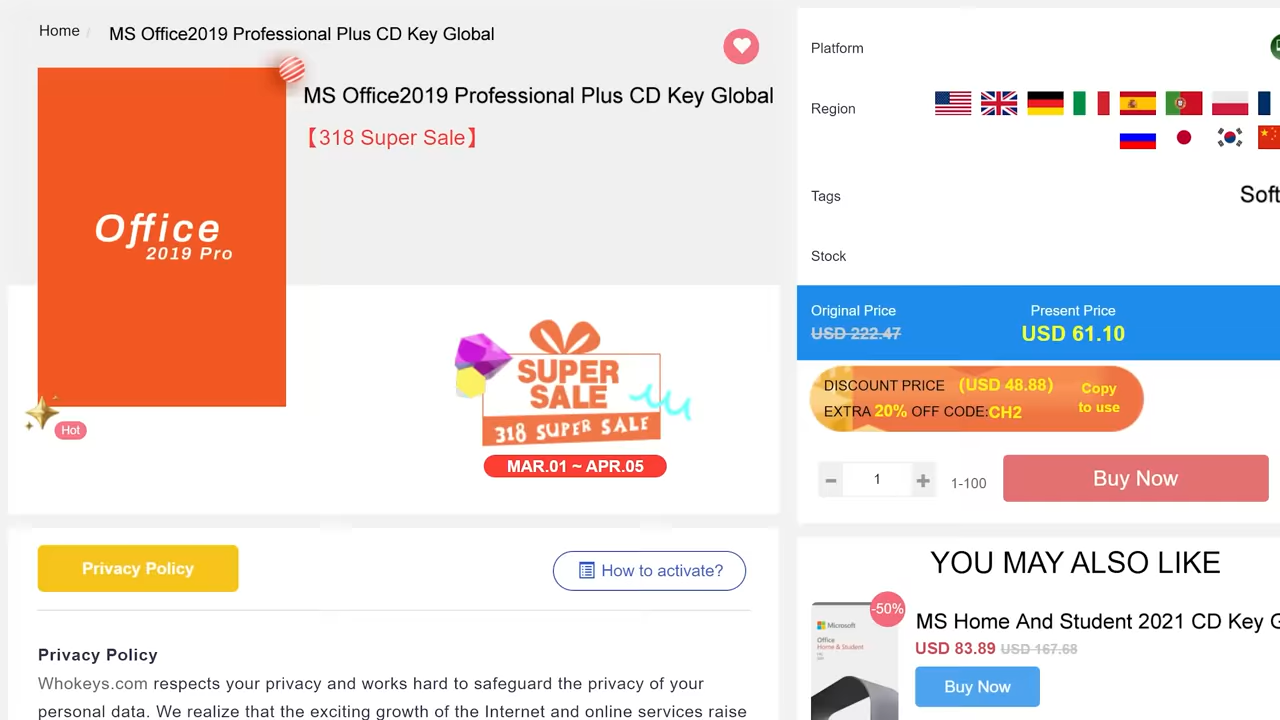 Home / MS Office2019 Professional Plus CD Key Global
MS Office2019 Professional Plus CD Key Global
【318 Super Sale】
Office
2019 Pro
Hot
SUPER
SALE
318 SUPER SALE
MAR.01 ~ APR.05
Privacy Policy
How to activate?
Privacy Policy
Whokeys.com respects your privacy and works hard to safeguard the privacy of your
personal data. We realize that the exciting growth of the Internet and online services raise
Platform
Region
Tags
Soft
Stock
Original Price
Present Price
USD 222.47
USD 61.10
DISCOUNT PRICE (USD 48.88)
EXTRA 20% OFF CODE:CH2
Copy
to use
− 1 + 1-100
Buy Now
YOU MAY ALSO LIKE
-50%
Microsoft
Office
Home & Student
MS Home And Student 2021 CD Key G
USD 83.89 USD 167.68
Buy Now